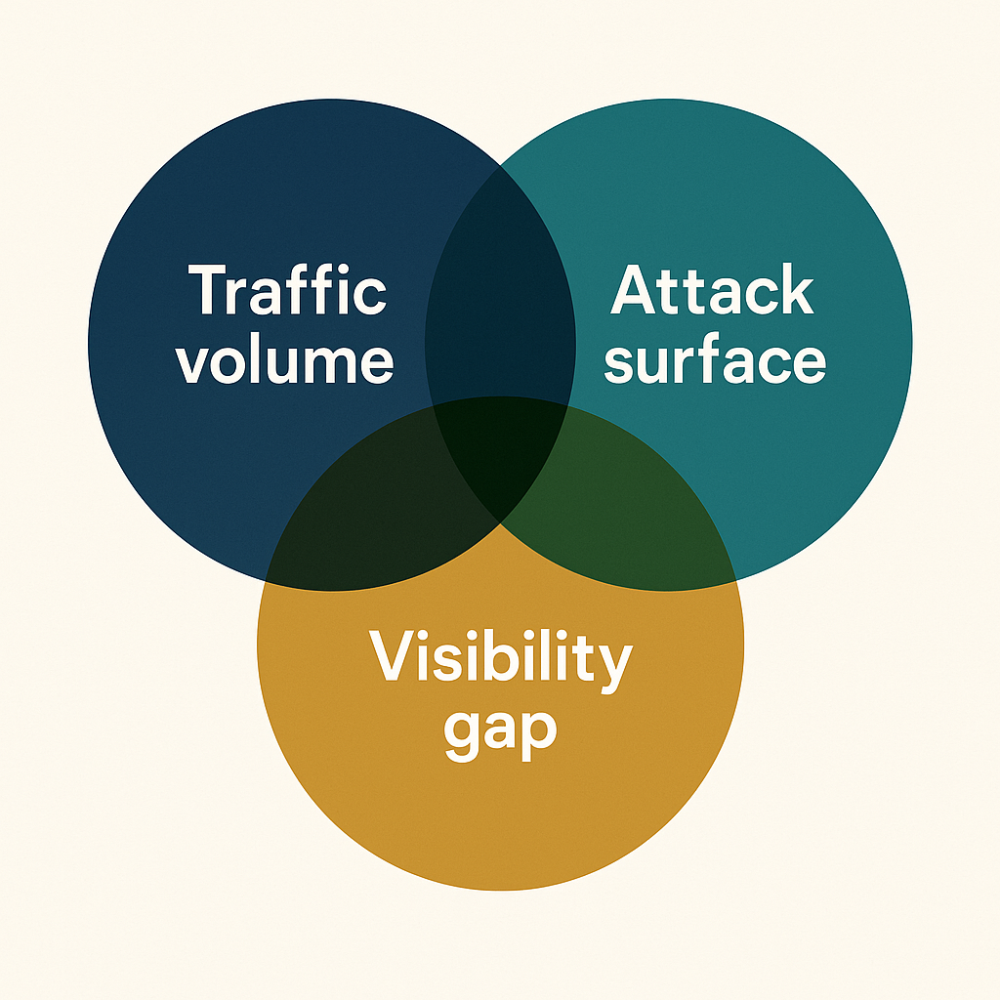 Traffic
volume
Attack
surface
Visibility
gap